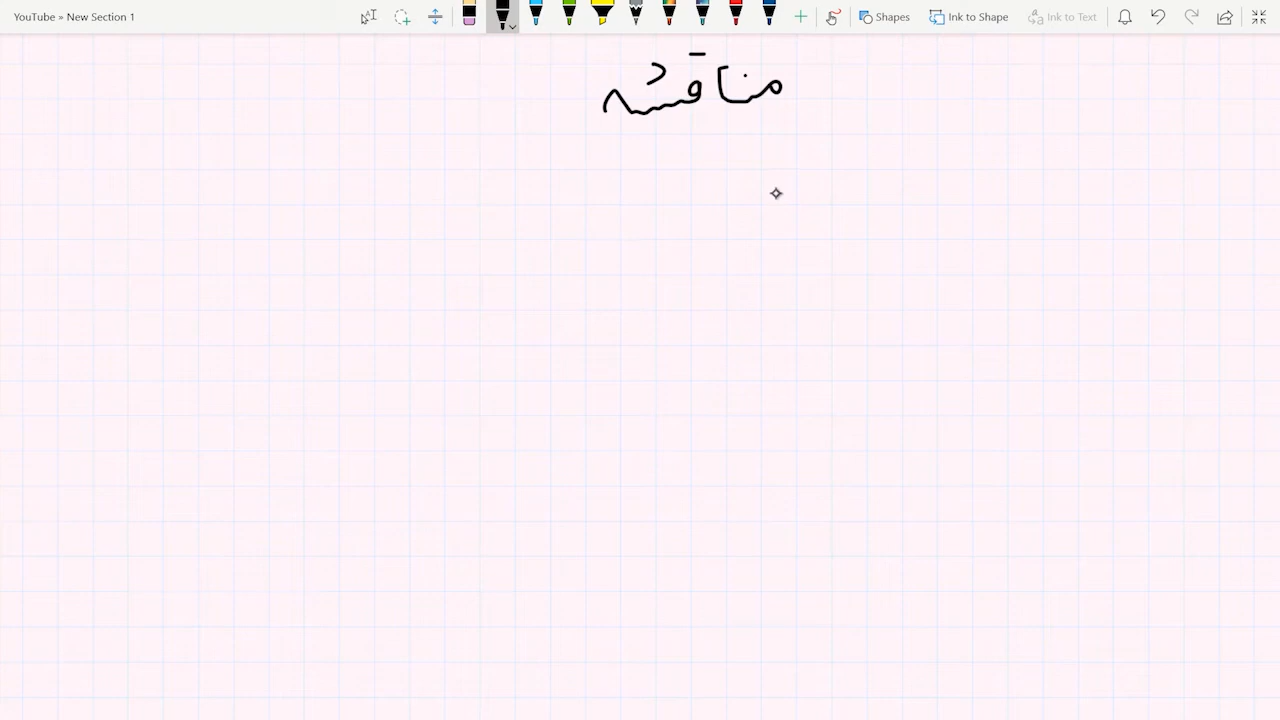 Youtube » New Section 1 Shapes Ink to Shape Ink to Text
مناقشه